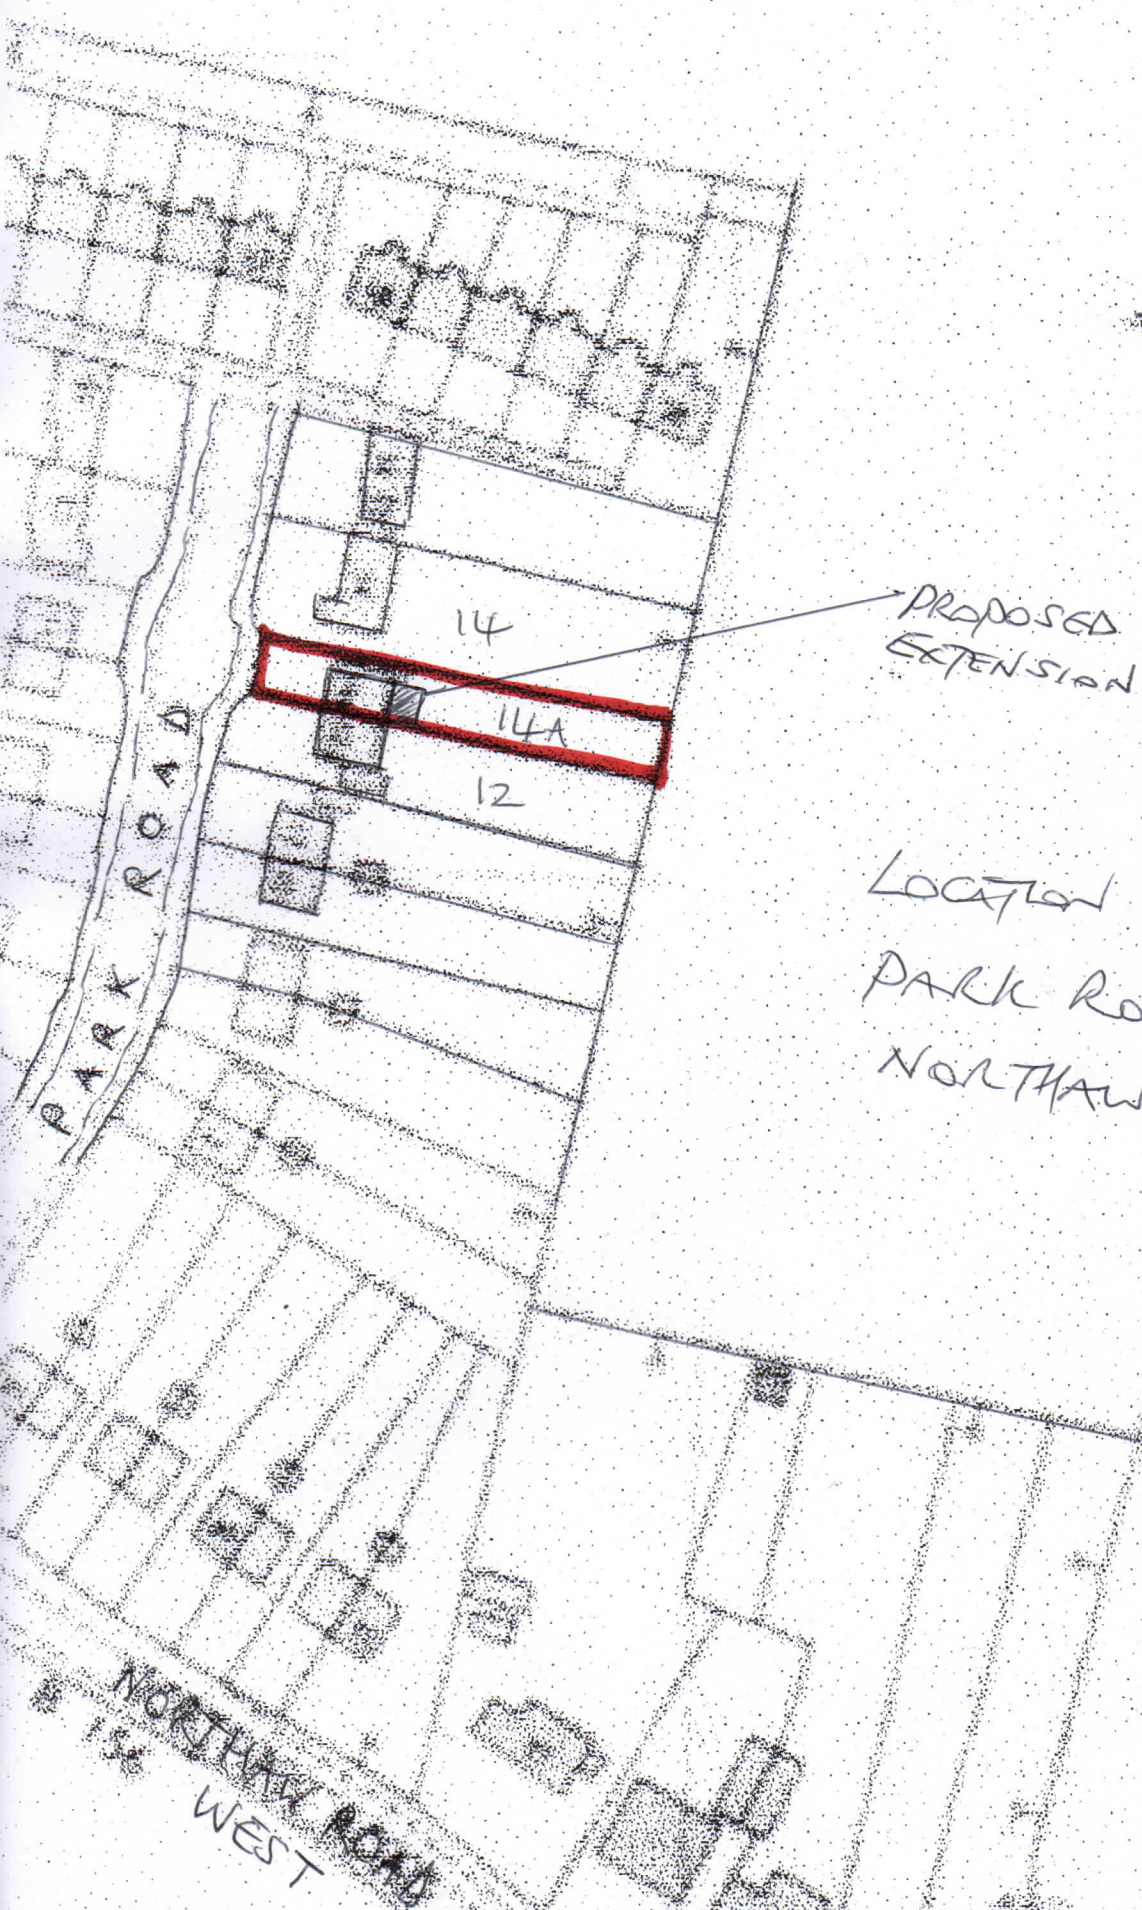 14
PROPOSED
EXTENSION
14A
12
PARK ROAD
LOCATION
PARK RO
NORTHAW
NORTHAW ROAD
WEST